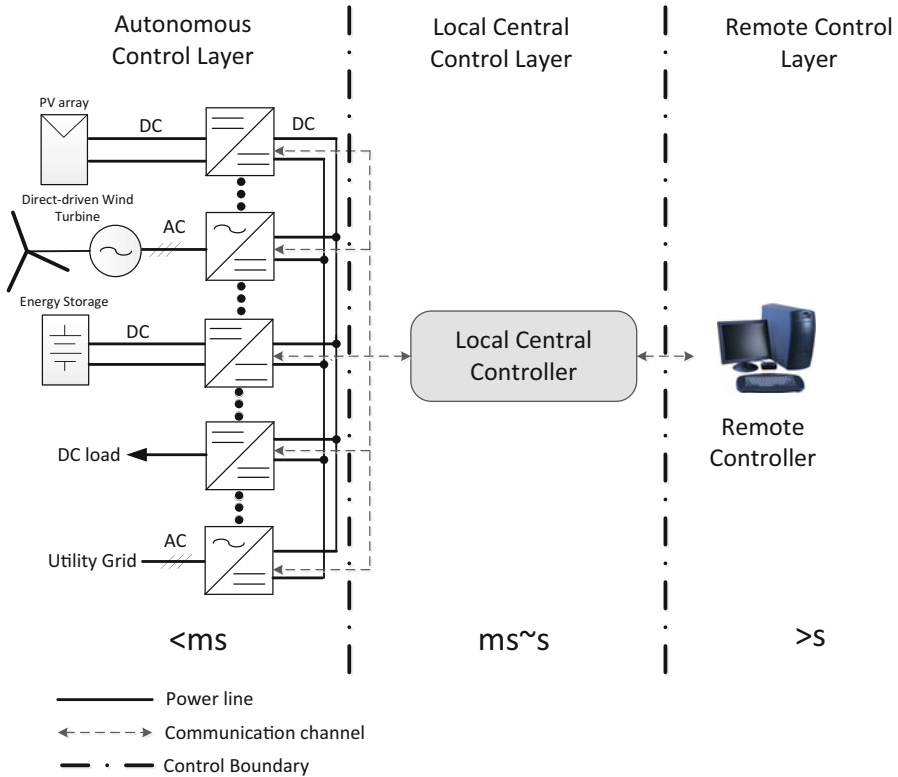 Autonomous
Control Layer
Local Central
Control Layer
Remote Control
Layer
PV array
DC
DC
Direct-driven Wind
Turbine
AC
Energy Storage
DC
Local Central
Controller
Remote
Controller
DC load
AC
Utility Grid
<ms
ms~s
>s
Power line
Communication channel
Control Boundary